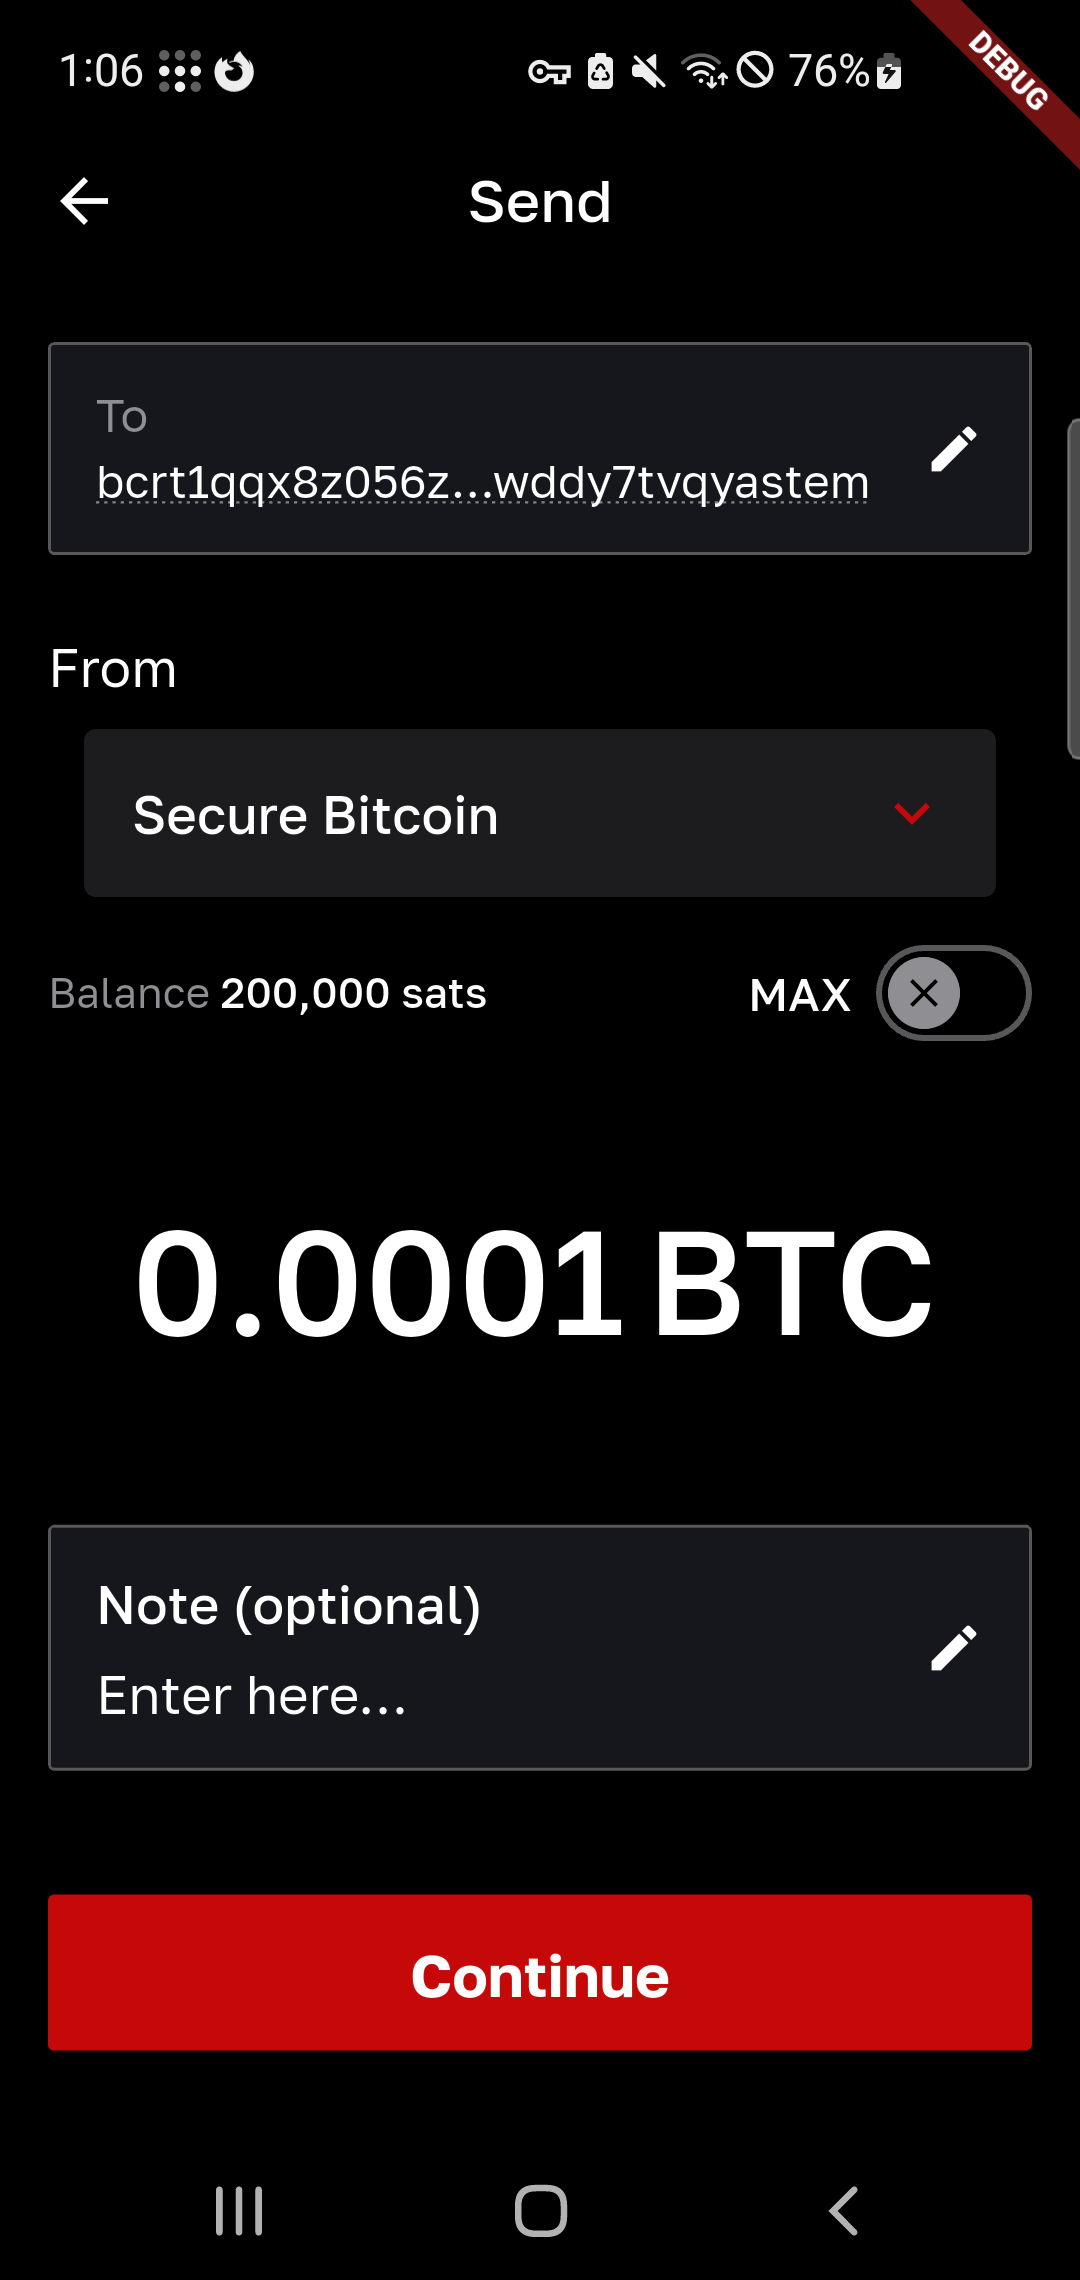 1:06
76%
DEBUG
Send
To
bcrt1qqx8z056z...wddy7tvqyastem
From
Secure Bitcoin
Balance 200,000 sats
MAX
0.0001 BTC
Note (optional)
Enter here...
Continue